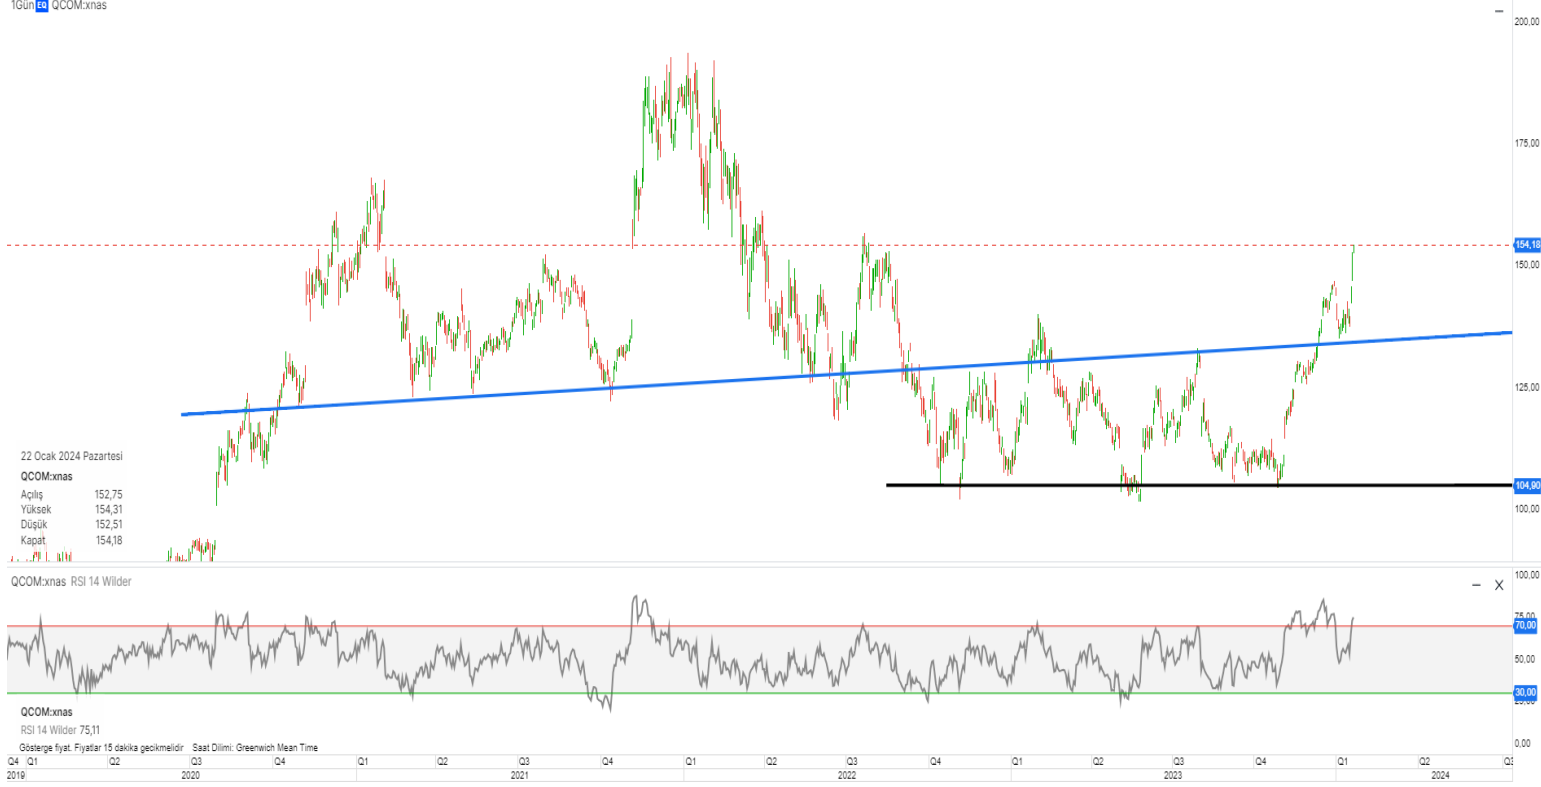 1Gün EQ QCOM:xnas
200,00
175,00
154,18
150,00
125,00
104,90
100,00
22 Ocak 2024 Pazartesi
QCOM:xnas
Açılış 152,75
Yüksek 154,31
Düşük 152,51
Kapat 154,18
QCOM:xnas RSI 14 Wilder
100,00
75,00
70,00
50,00
30,00
25,00
0,00
QCOM:xnas
RSI 14 Wilder 75,11
Gösterge fiyat. Fiyatlar 15 dakika gecikmelidir Saat Dilimi: Greenwich Mean Time
Q4 Q1 Q2 Q3 Q4 Q1 Q2 Q3 Q4 Q1 Q2 Q3 Q4 Q1 Q2 Q3 Q4 Q1 Q2 Q3
2019 2020 2021 2022 2023 2024